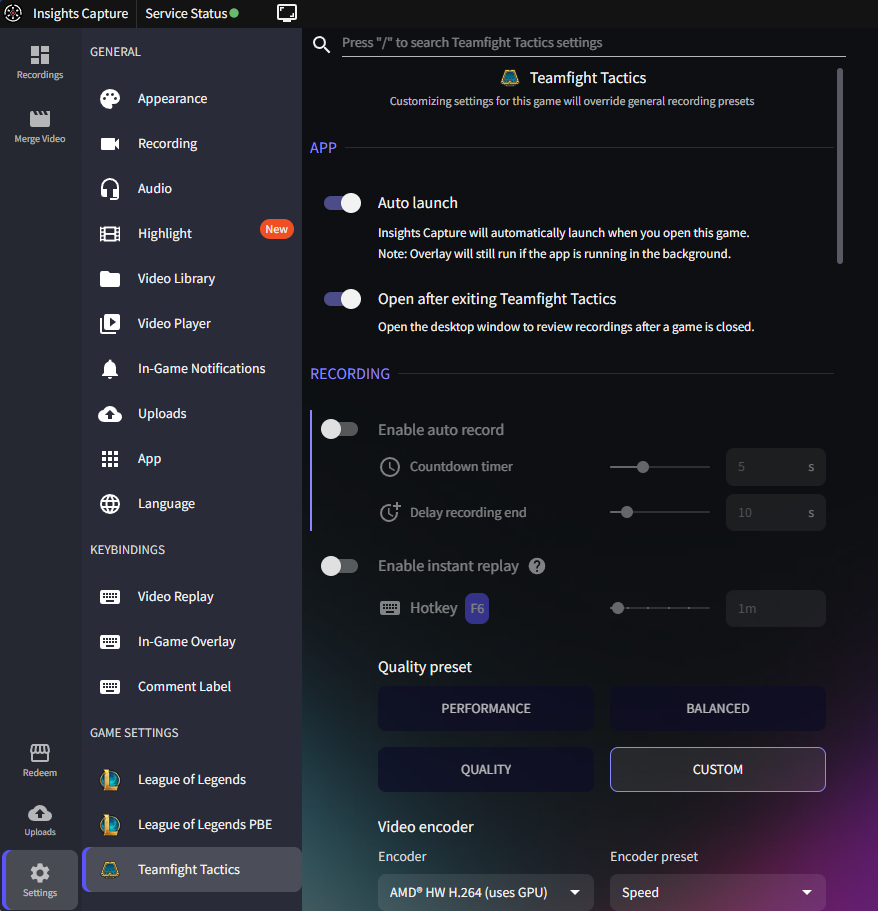 Insights Capture
Service Status
Recordings
Merge Video
Redeem
Uploads
Settings
GENERAL
Appearance
Recording
Audio
Highlight New
Video Library
Video Player
In-Game Notifications
Uploads
App
Language
KEYBINDINGS
Video Replay
In-Game Overlay
Comment Label
GAME SETTINGS
League of Legends
League of Legends PBE
Teamfight Tactics
Press "/" to search Teamfight Tactics settings
Teamfight Tactics
Customizing settings for this game will override general recording presets
APP
Auto launch
Insights Capture will automatically launch when you open this game.
Note: Overlay will still run if the app is running in the background.
Open after exiting Teamfight Tactics
Open the desktop window to review recordings after a game is closed.
RECORDING
Enable auto record
Countdown timer 5 s
Delay recording end 10 s
Enable instant replay ?
Hotkey F6 1m
Quality preset
PERFORMANCE BALANCED
QUALITY CUSTOM
Video encoder
Encoder Encoder preset
AMD® HW H.264 (uses GPU) Speed